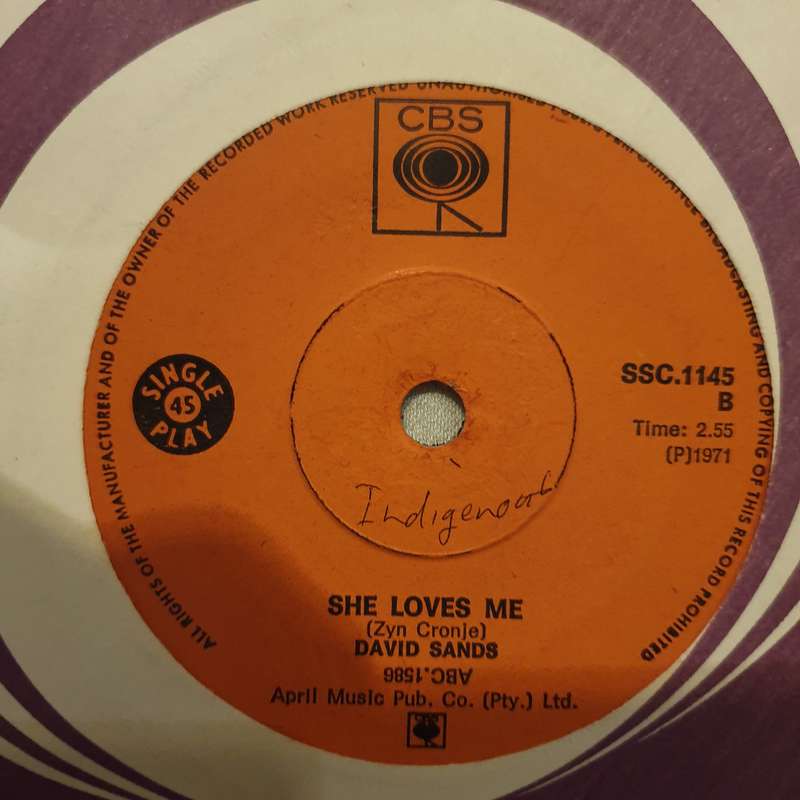 ALL RIGHTS OF THE MANUFACTURER AND OF THE OWNER OF THE RECORDED WORK RESERVED UNAUTHORISED PUBLIC PERFORMANCE BROADCASTING AND COPYING OF THIS RECORD PROHIBITED
CBS
SINGLE
45
PLAY
SSC.1145
B
Time: 2.55
(P)1971
Indigenous
SHE LOVES ME
(Zyn Cronje)
DAVID SANDS
ABC.1586
April Music Pub. Co. (Pty.) Ltd.